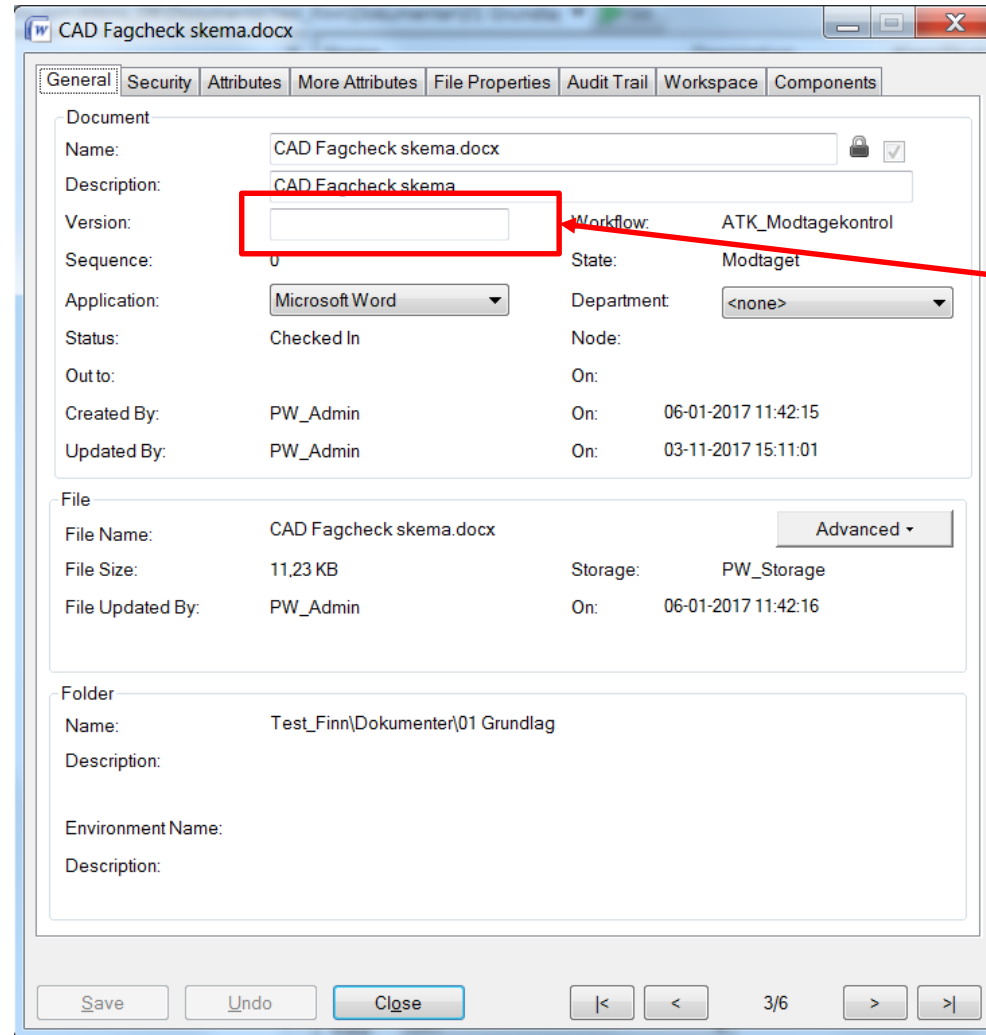 CAD Fagcheck skema.docx
General Security Attributes More Attributes File Properties Audit Trail Workspace Components
Document
Name: CAD Fagcheck skema.docx
Description: CAD Fagcheck skema
Version: Workflow: ATK_Modtagekontrol
Sequence: 0 State: Modtaget
Application: Microsoft Word Department: <none>
Status: Checked In Node:
Out to: On:
Created By: PW_Admin On: 06-01-2017 11:42:15
Updated By: PW_Admin On: 03-11-2017 15:11:01
File
File Name: CAD Fagcheck skema.docx Advanced
File Size: 11,23 KB Storage: PW_Storage
File Updated By: PW_Admin On: 06-01-2017 11:42:16
Folder
Name: Test_Finn\Dokumenter\01 Grundlag
Description:
Environment Name:
Description:
Save Undo Close |< < 3/6 > >|